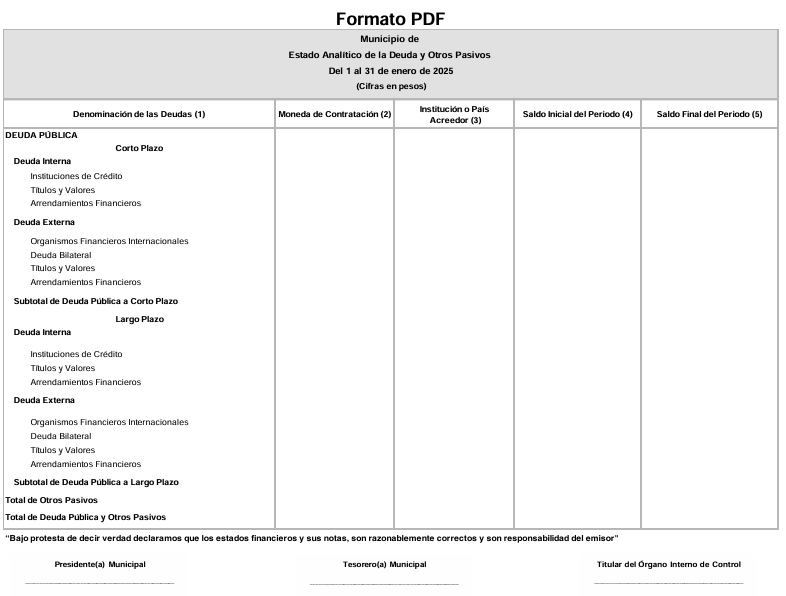 Formato PDF
Municipio de
Estado Analítico de la Deuda y Otros Pasivos
Del 1 al 31 de enero de 2025
(Cifras en pesos)
Denominación de las Deudas (1)
Moneda de Contratación (2)
Institución o País
Acreedor (3)
Saldo Inicial del Periodo (4)
Saldo Final del Periodo (5)
DEUDA PÚBLICA
Corto Plazo
Deuda Interna
Instituciones de Crédito
Títulos y Valores
Arrendamientos Financieros
Deuda Externa
Organismos Financieros Internacionales
Deuda Bilateral
Títulos y Valores
Arrendamientos Financieros
Subtotal de Deuda Pública a Corto Plazo
Largo Plazo
Deuda Interna
Instituciones de Crédito
Títulos y Valores
Arrendamientos Financieros
Deuda Externa
Organismos Financieros Internacionales
Deuda Bilateral
Títulos y Valores
Arrendamientos Financieros
Subtotal de Deuda Pública a Largo Plazo
Total de Otros Pasivos
Total de Deuda Pública y Otros Pasivos
“Bajo protesta de decir verdad declaramos que los estados financieros y sus notas, son razonablemente correctos y son responsabilidad del emisor”
Presidente(a) Municipal
Tesorero(a) Municipal
Titular del Órgano Interno de Control